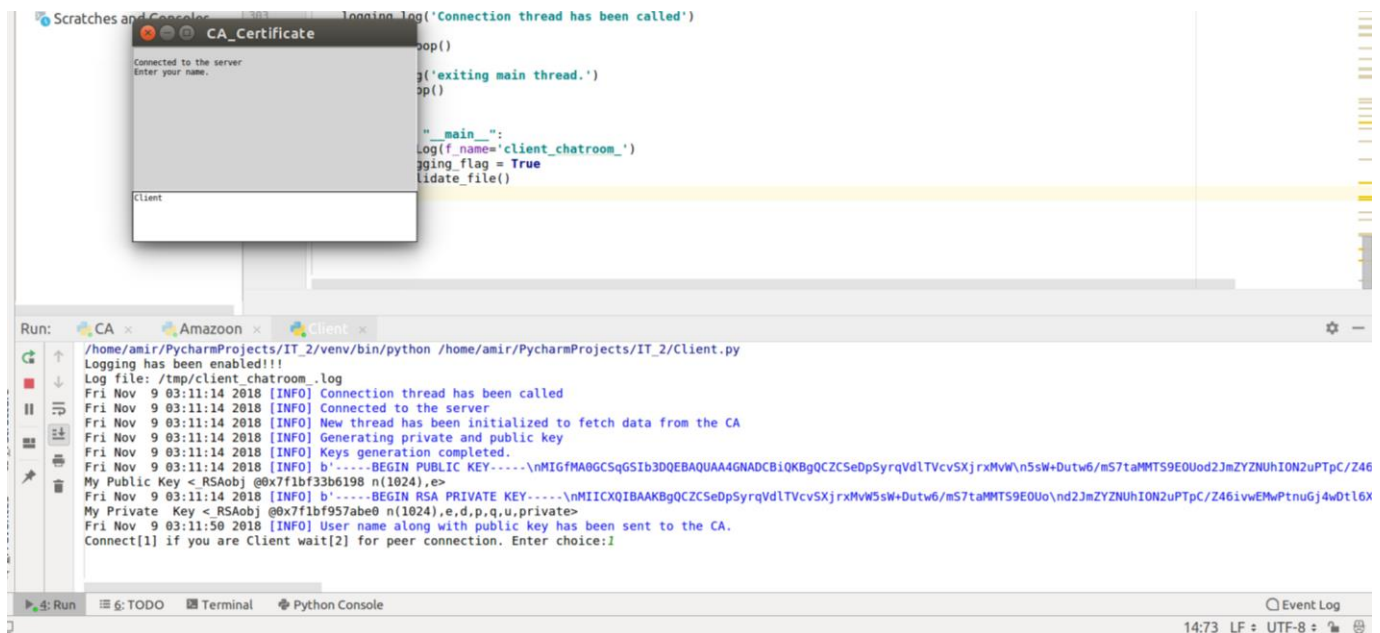 Scratches and Consoles
303
logging.log('Connection thread has been called')
CA_Certificate
Connected to the server
Enter your name.
Client
oop()
g('exiting main thread.')
op()
"__main__":
Log(f_name='client_chatroom_')
gging_flag = True
lidate_file()
Run: CA × Amazoon × Client ×
/home/amir/PycharmProjects/IT_2/venv/bin/python /home/amir/PycharmProjects/IT_2/Client.py
Logging has been enabled!!!
Log file: /tmp/client_chatroom_.log
Fri Nov 9 03:11:14 2018 [INFO] Connection thread has been called
Fri Nov 9 03:11:14 2018 [INFO] Connected to the server
Fri Nov 9 03:11:14 2018 [INFO] New thread has been initialized to fetch data from the CA
Fri Nov 9 03:11:14 2018 [INFO] Generating private and public key
Fri Nov 9 03:11:14 2018 [INFO] Keys generation completed.
Fri Nov 9 03:11:14 2018 [INFO] b'-----BEGIN PUBLIC KEY-----\nMIGfMA0GCSqGSIb3DQEBAQUAA4GNADCBiQKBgQCZCSeDpSyrqVdlTVcvSXjrxMvW\n5sW+Dutw6/mS7taMMTS9EOUod2JmZYZNUhION2uPTpC/Z46
My Public Key <_RSAobj @0x7f1bf33b6198 n(1024),e>
Fri Nov 9 03:11:14 2018 [INFO] b'-----BEGIN RSA PRIVATE KEY-----\nMIICXQIBAAKBgQCZCSeDpSyrqVdlTVcvSXjrxMvW5sW+Dutw6/mS7taMMTS9EOUo\nd2JmZYZNUhION2uPTpC/Z46ivwEMwPtnuGj4wDtl6X
My Private Key <_RSAobj @0x7f1bf957abe0 n(1024),e,d,p,q,u,private>
Fri Nov 9 03:11:50 2018 [INFO] User name along with public key has been sent to the CA.
Connect[1] if you are Client wait[2] for peer connection. Enter choice:1
4: Run 6: TODO Terminal Python Console Event Log
14:73 LF UTF-8